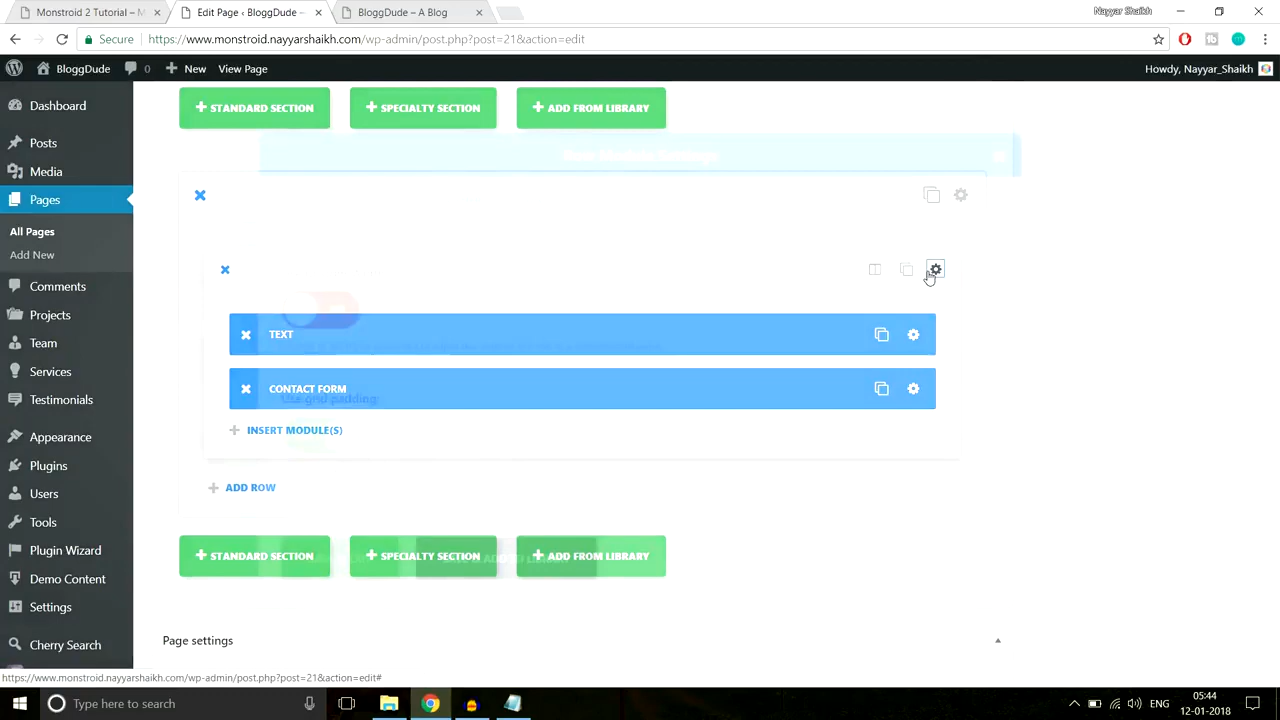 Monstroid 2 Tutorial – M
Edit Page ‹ BloggDude —
BloggDude – A Blog
Nayyar Shaikh
Secure
https://www.monstroid.nayyarshaikh.com/wp-admin/post.php?post=21&action=edit
BloggDude
0
New
View Page
Howdy, Nayyar_Shaikh
Dashboard
Posts
Media
Pages
All Pages
Add New
Comments
Projects
Team
Services
Testimonials
Appearance
Plugins
Users
Tools
Plugin Wizard
Demo Content
Settings
Cherry Search
STANDARD SECTION
SPECIALTY SECTION
ADD FROM LIBRARY
TEXT
CONTACT FORM
Use grid padding:
INSERT MODULE(S)
ADD ROW
STANDARD SECTION
SPECIALTY SECTION
ADD FROM LIBRARY
Page settings
https://www.monstroid.nayyarshaikh.com/wp-admin/post.php?post=21&action=edit#
Type here to search
ENG
05:44
12-01-2018